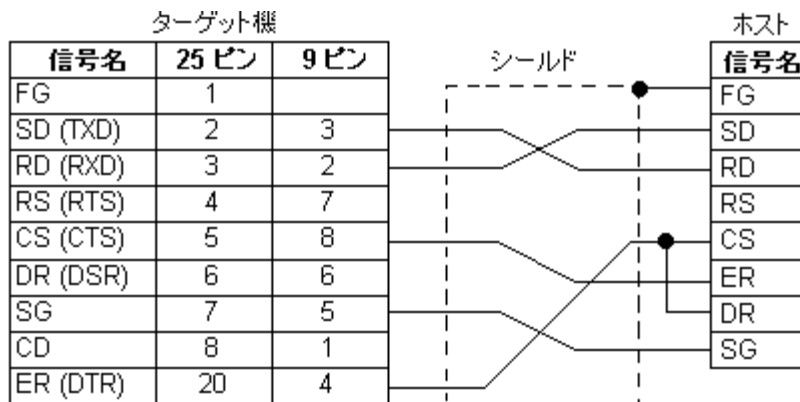 ターゲット機 ホスト
信号名 25 ピン 9 ピン シールド 信号名
FG 1 FG
SD (TXD) 2 3 SD
RD (RXD) 3 2 RD
RS (RTS) 4 7 RS
CS (CTS) 5 8 CS
DR (DSR) 6 6 ER
SG 7 5 DR
CD 8 1 SG
ER (DTR) 20 4